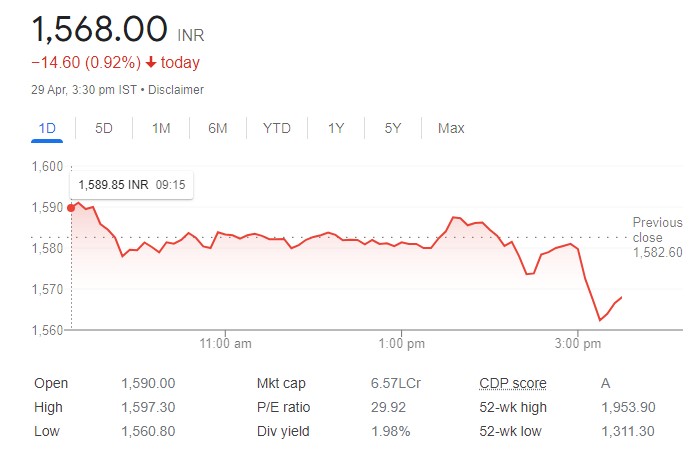 1,568.00 INR
−14.60 (0.92%) ↓ today
29 Apr, 3:30 pm IST • Disclaimer
1D 5D 1M 6M YTD 1Y 5Y Max
1,600
1,589.85 INR 09:15
1,590
Previous
close
1,582.60
1,580
1,570
1,560
11:00 am 1:00 pm 3:00 pm
Open 1,590.00 Mkt cap 6.57LCr CDP score A
High 1,597.30 P/E ratio 29.92 52-wk high 1,953.90
Low 1,560.80 Div yield 1.98% 52-wk low 1,311.30